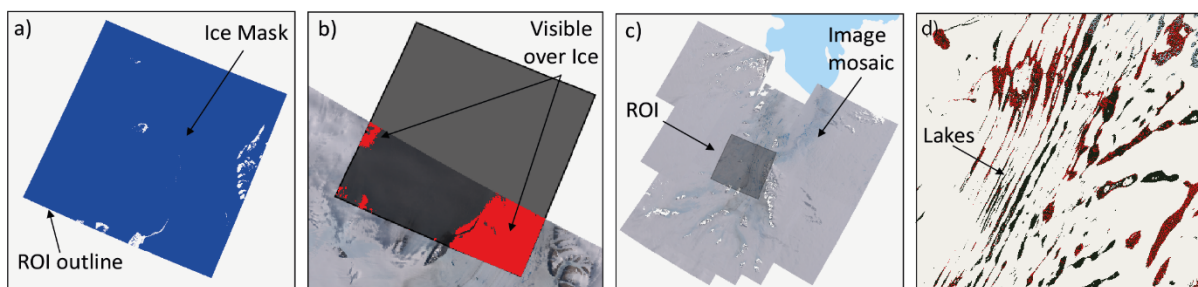 a)
Ice Mask
ROI outline
b)
Visible
over Ice
c)
Image
mosaic
ROI
d)
Lakes